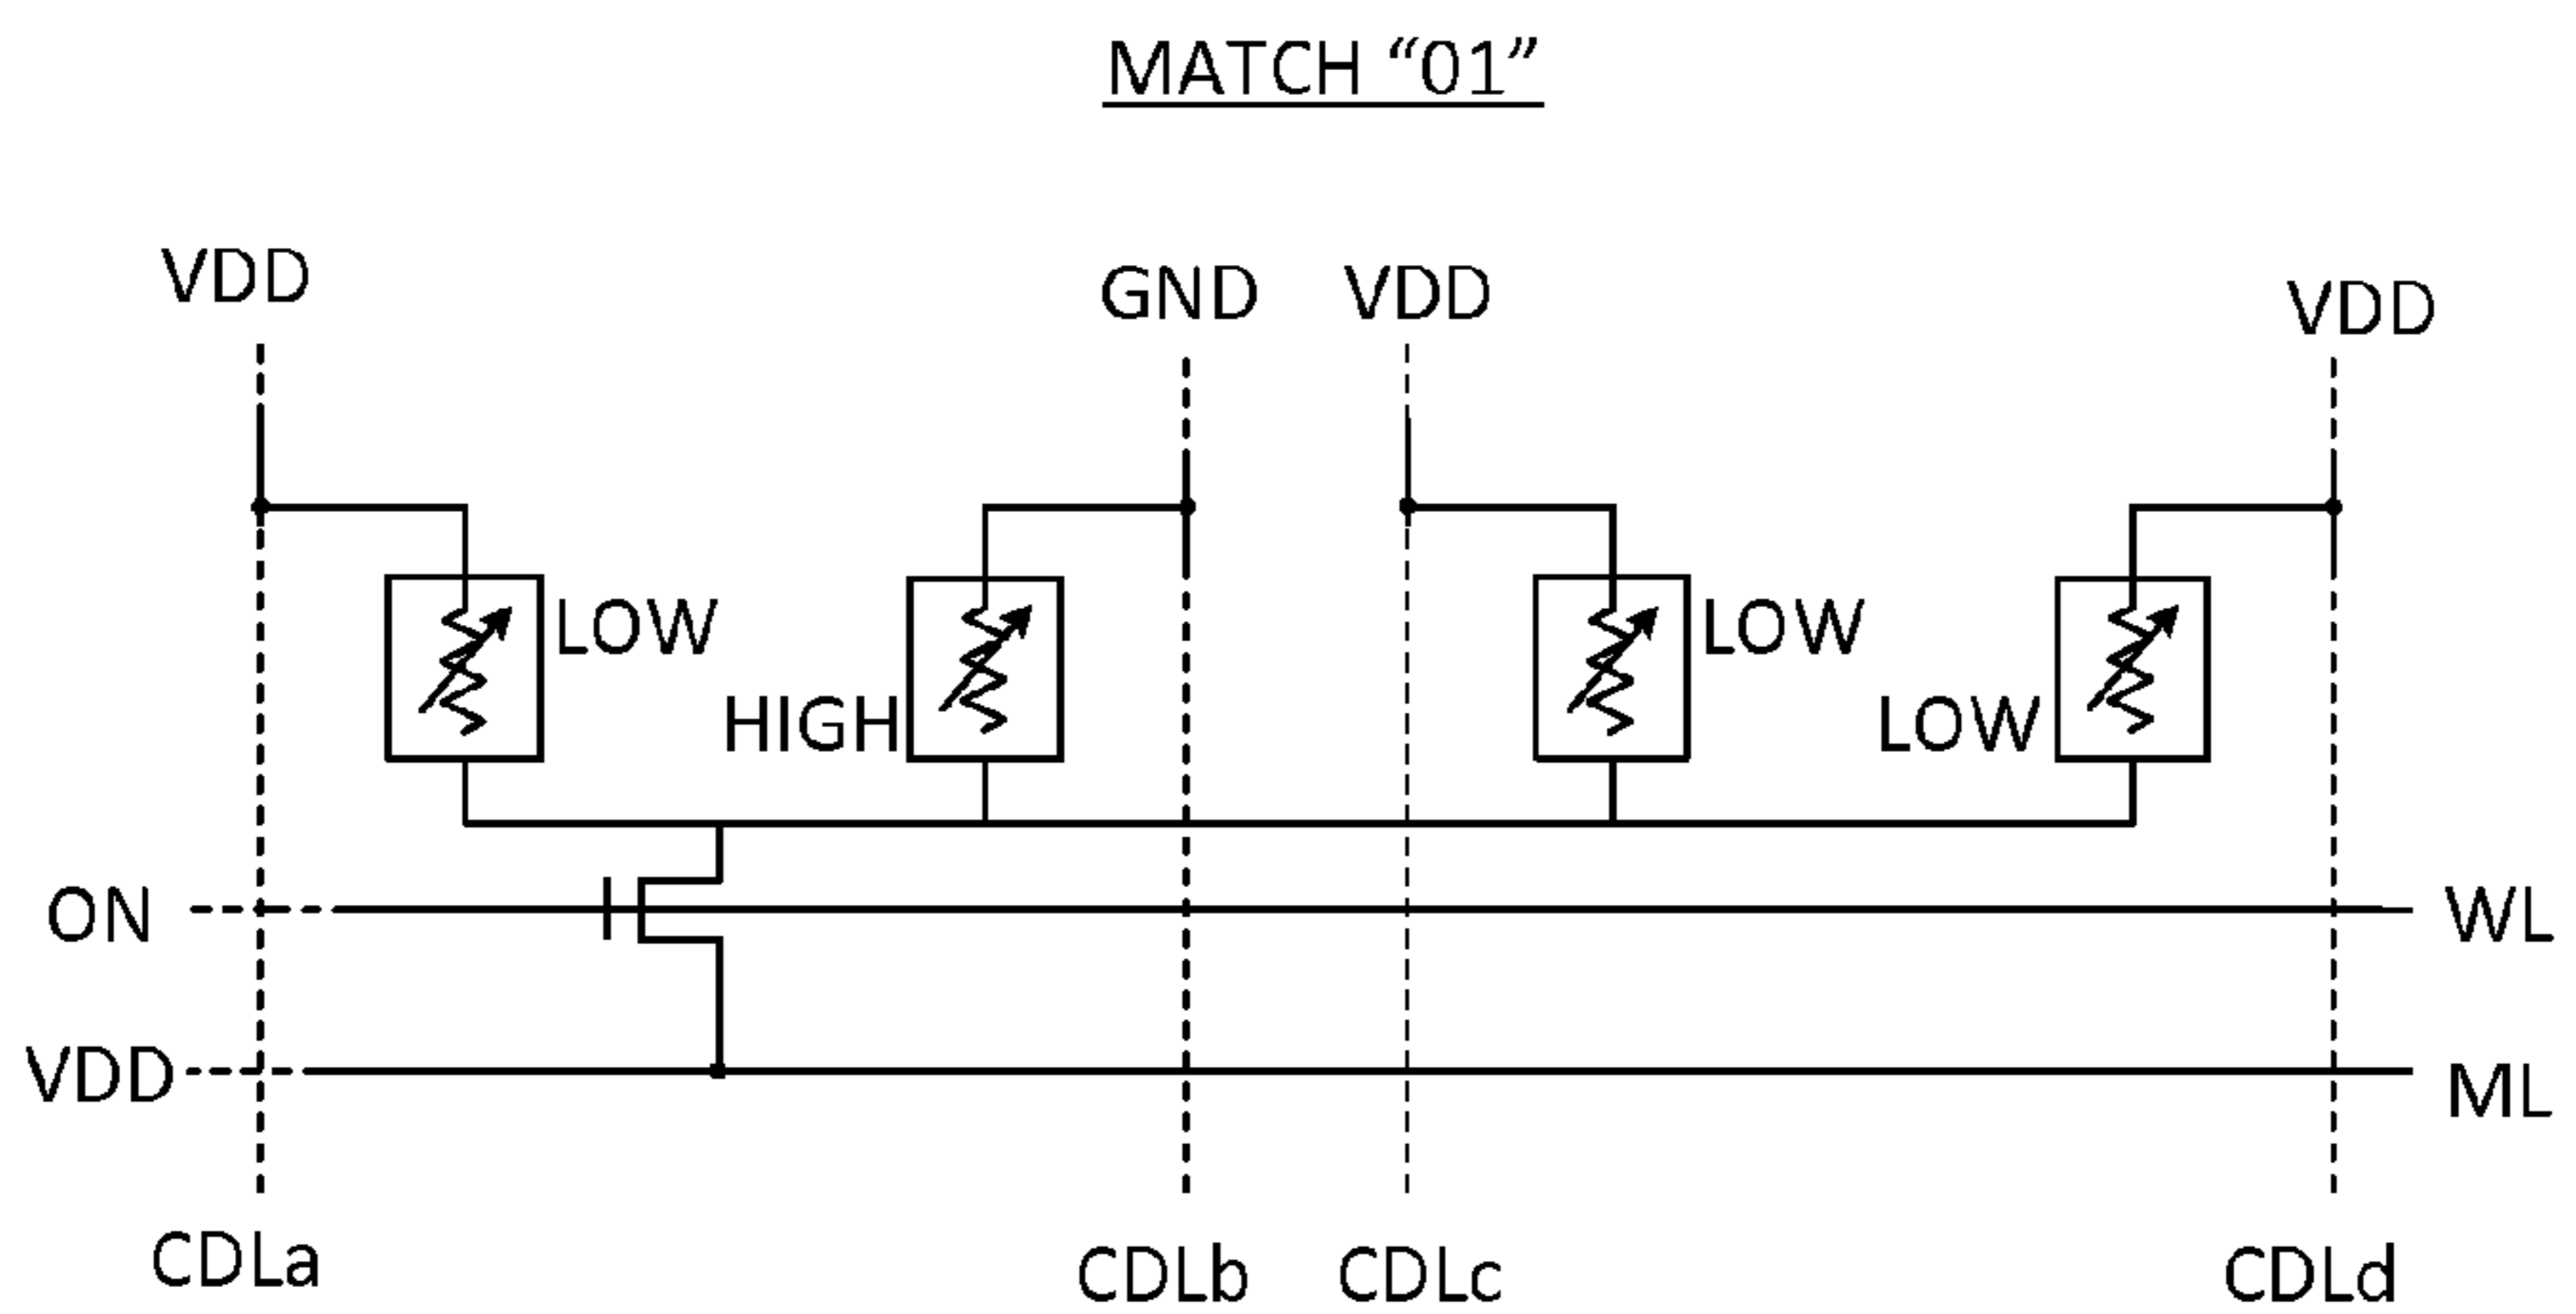 MATCH “01”
VDD
GND
VDD
VDD
LOW
HIGH
LOW
LOW
ON
WL
VDD
ML
CDLa
CDLb
CDLc
CDLd